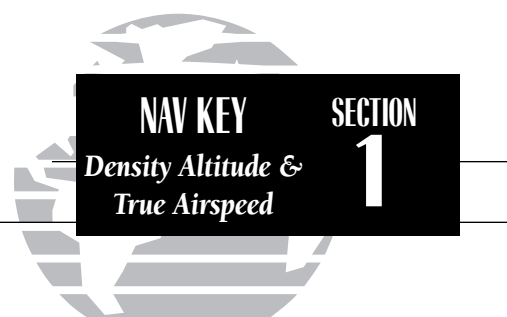 NAV KEY
Density Altitude &
True Airspeed
SECTION
1